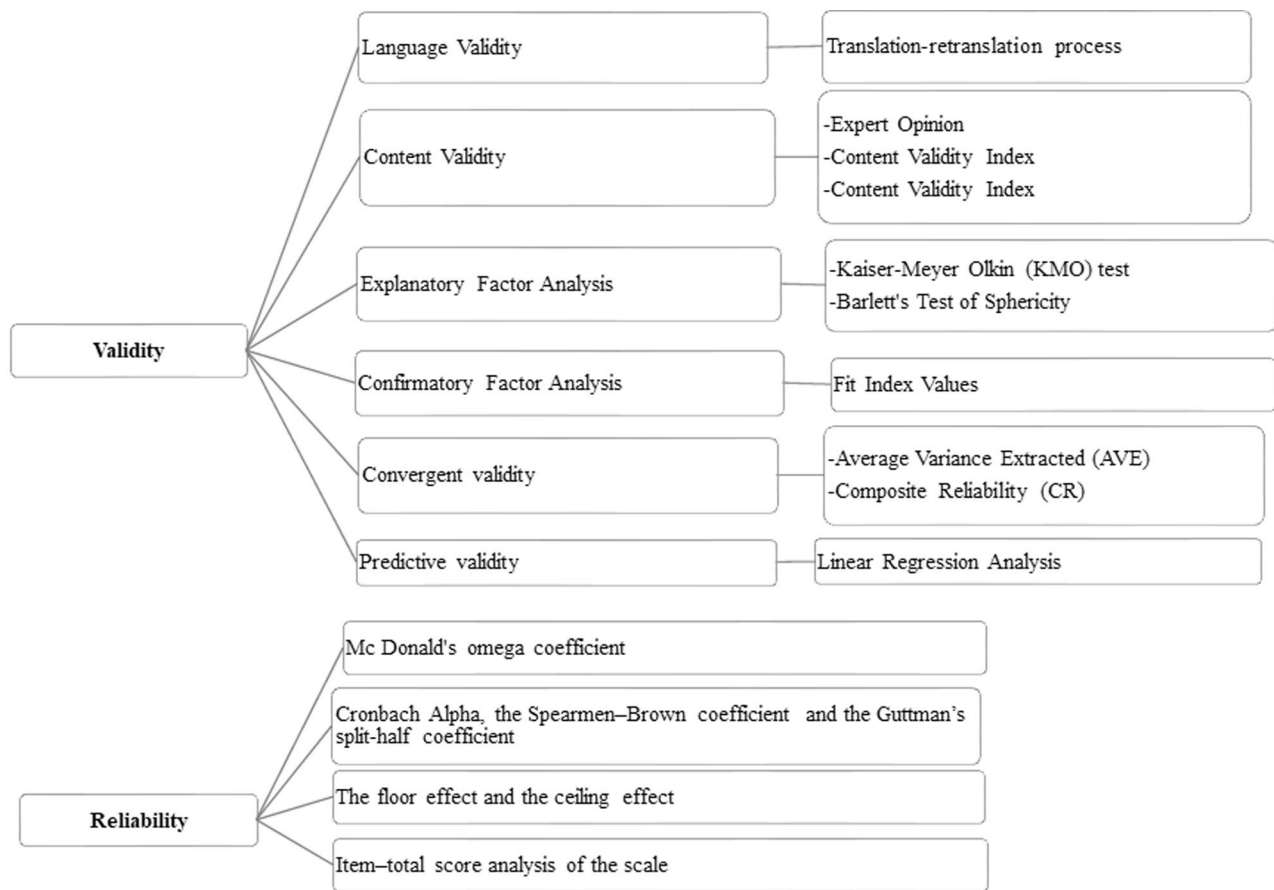 Validity
Language Validity
Translation-retranslation process
Content Validity
-Expert Opinion
-Content Validity Index
-Content Validity Index
Explanatory Factor Analysis
-Kaiser-Meyer Olkin (KMO) test
-Barlett's Test of Sphericity
Confirmatory Factor Analysis
Fit Index Values
Convergent validity
-Average Variance Extracted (AVE)
-Composite Reliability (CR)
Predictive validity
Linear Regression Analysis
Reliability
Mc Donald's omega coefficient
Cronbach Alpha, the Spearmen–Brown coefficient and the Guttman’s
split-half coefficient
The floor effect and the ceiling effect
Item–total score analysis of the scale